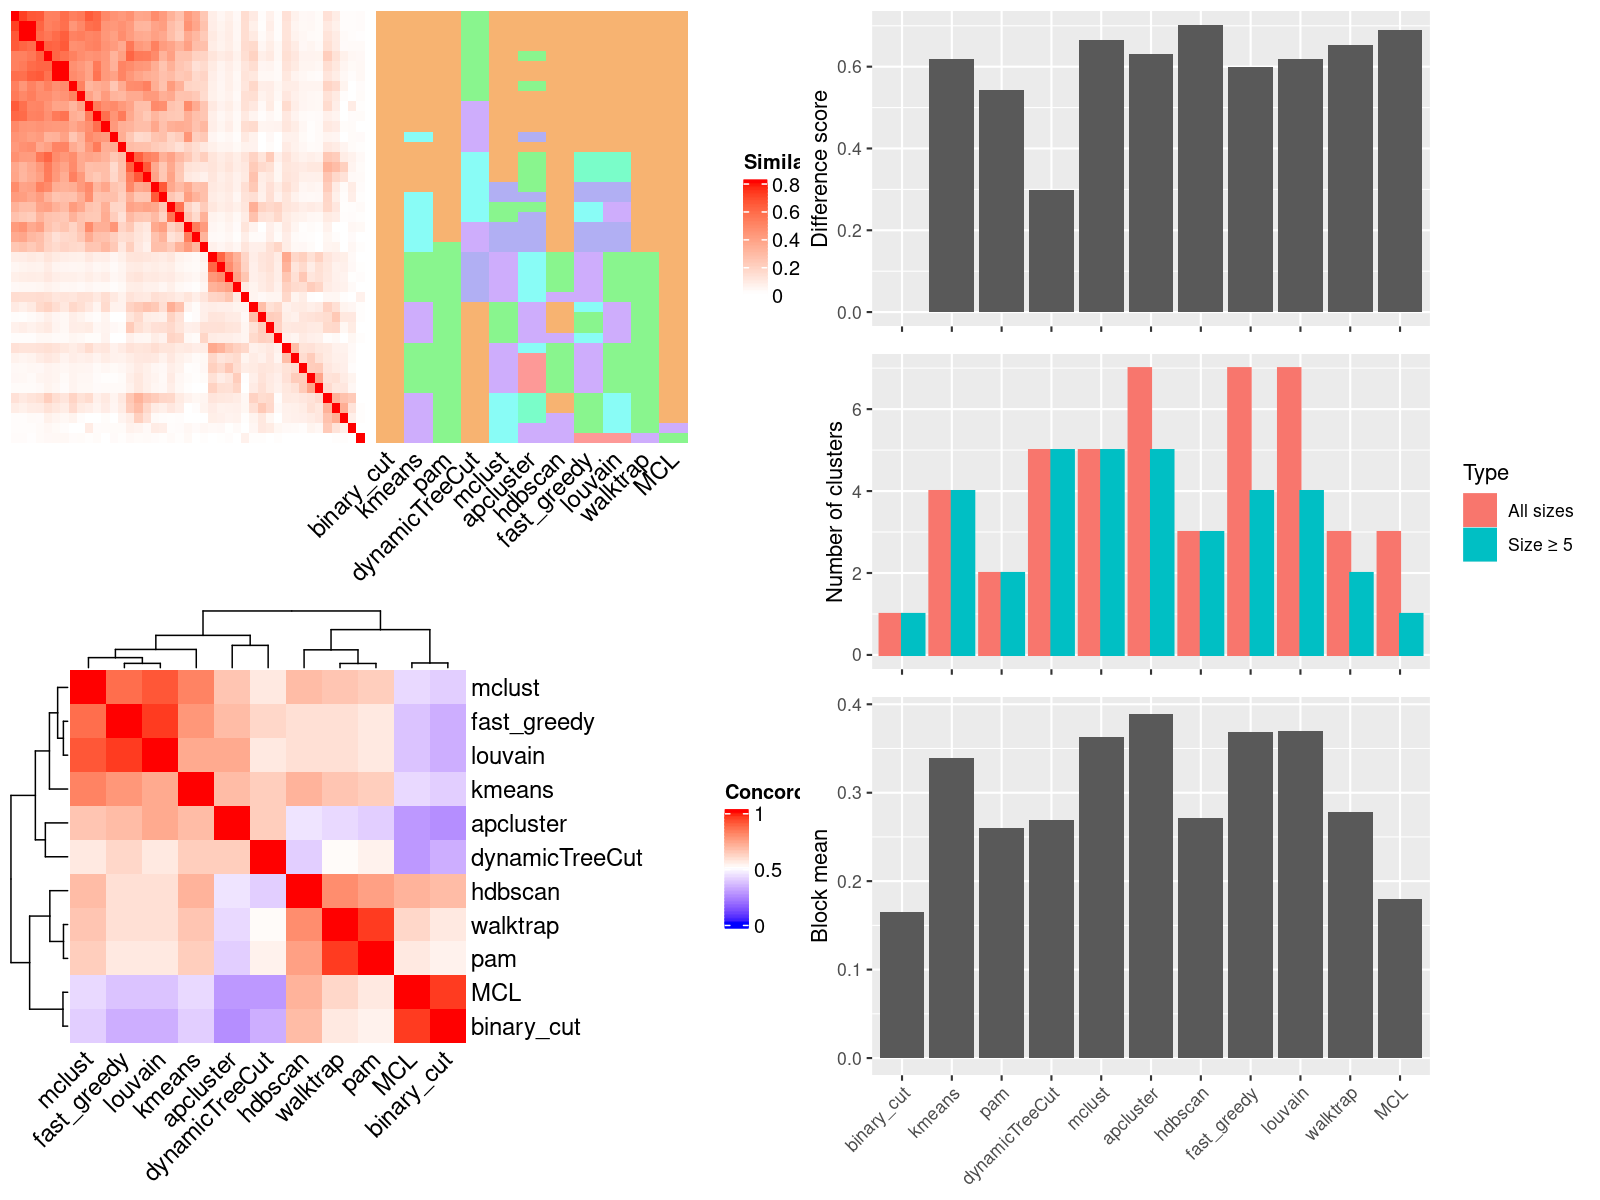 Simila
0.8
0.6
0.4
0.2
0
binary_cut
kmeans
pam
dynamicTreeCut
mclust
apcluster
hdbscan
fast_greedy
louvain
walktrap
MCL
mclust
fast_greedy
louvain
kmeans
apcluster
dynamicTreeCut
hdbscan
walktrap
pam
MCL
binary_cut
mclust
fast_greedy
louvain
kmeans
apcluster
dynamicTreeCut
hdbscan
walktrap
pam
MCL
binary_cut
Concord
1
0.5
0
Difference score
0.6
0.4
0.2
0.0
Number of clusters
6
4
2
0
Type
All sizes
Size ≥ 5
Block mean
0.4
0.3
0.2
0.1
0.0
binary_cut
kmeans
pam
dynamicTreeCut
mclust
apcluster
hdbscan
fast_greedy
louvain
walktrap
MCL